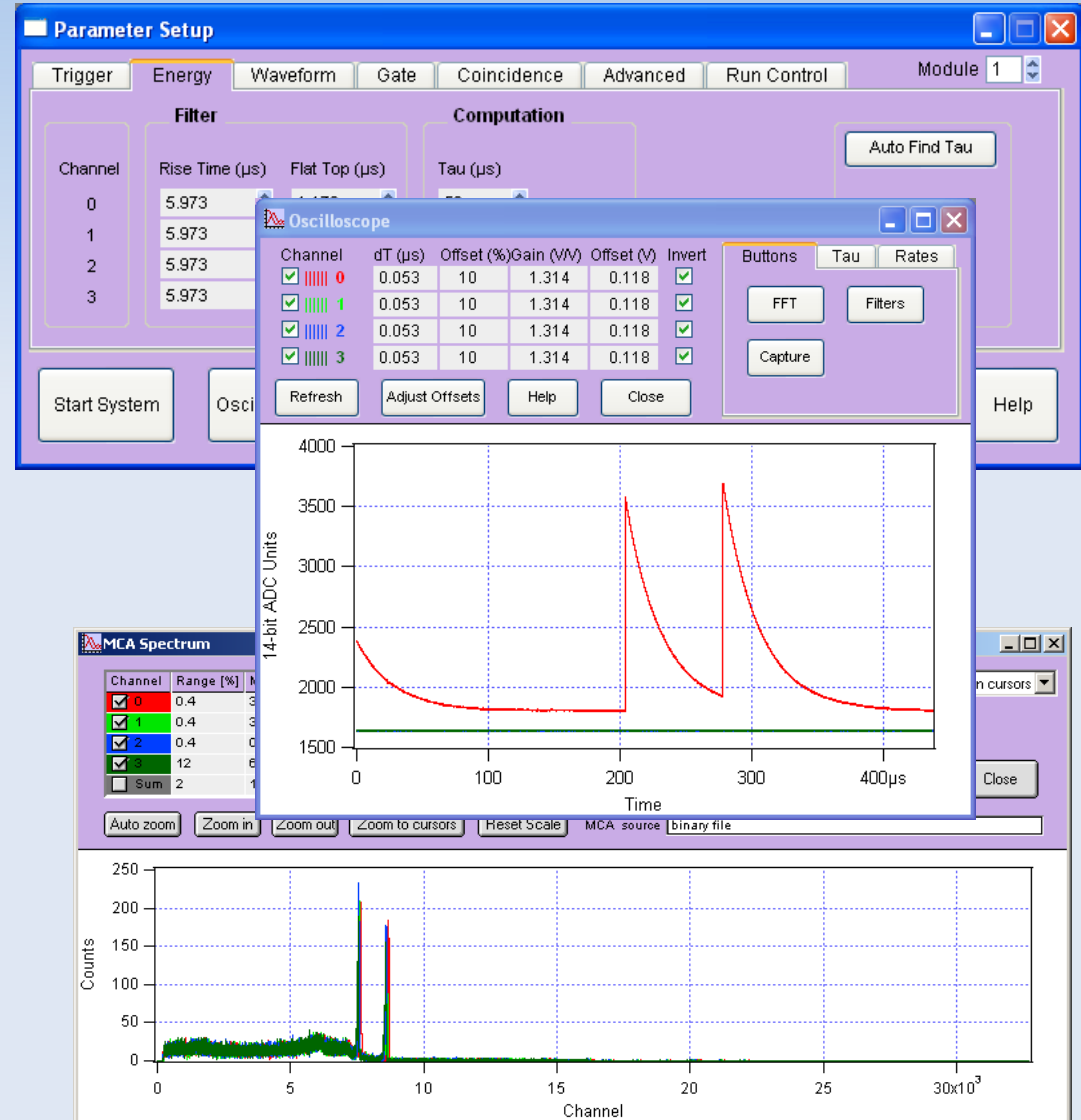 Parameter Setup
Trigger Energy Waveform Gate Coincidence Advanced Run Control Module 1
Filter Computation
Auto Find Tau
Channel Rise Time (µs) Flat Top (µs) Tau (µs)
0 5.973
1 5.973
2 5.973
3 5.973
Start System Osci Help
Oscilloscope
Channel dT (µs) Offset (%) Gain (V/V) Offset (V) Invert Buttons Tau Rates
0 0.053 10 1.314 0.118
1 0.053 10 1.314 0.118
2 0.053 10 1.314 0.118
3 0.053 10 1.314 0.118
FFT Filters
Capture
Refresh Adjust Offsets Help Close
4000
3500
3000
2500
2000
1500
14-bit ADC Units
0 100 200 300 400µs
Time
MCA Spectrum
Channel Range [%] M n cursors
0 0.4 3
1 0.4 3
2 0.4 0
3 12 6
Sum 2 1
Close
Auto zoom Zoom in Zoom out Zoom to cursors Reset Scale MCA source binary file
250
200
150
100
50
0
Counts
0 5 10 15 20 25 30x10³
Channel